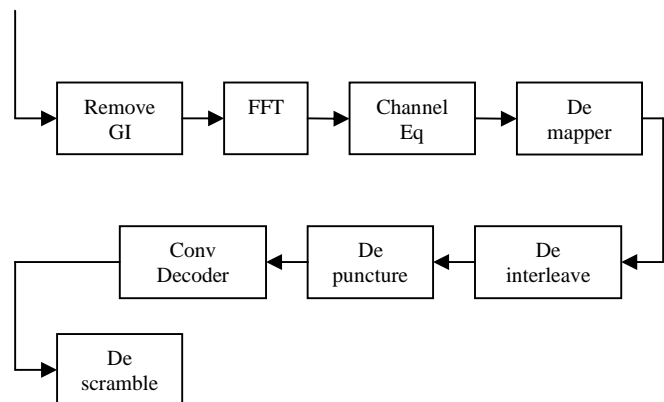 Remove
GI
FFT
Channel
Eq
De
mapper
De
interleave
De
puncture
Conv
Decoder
De
scramble